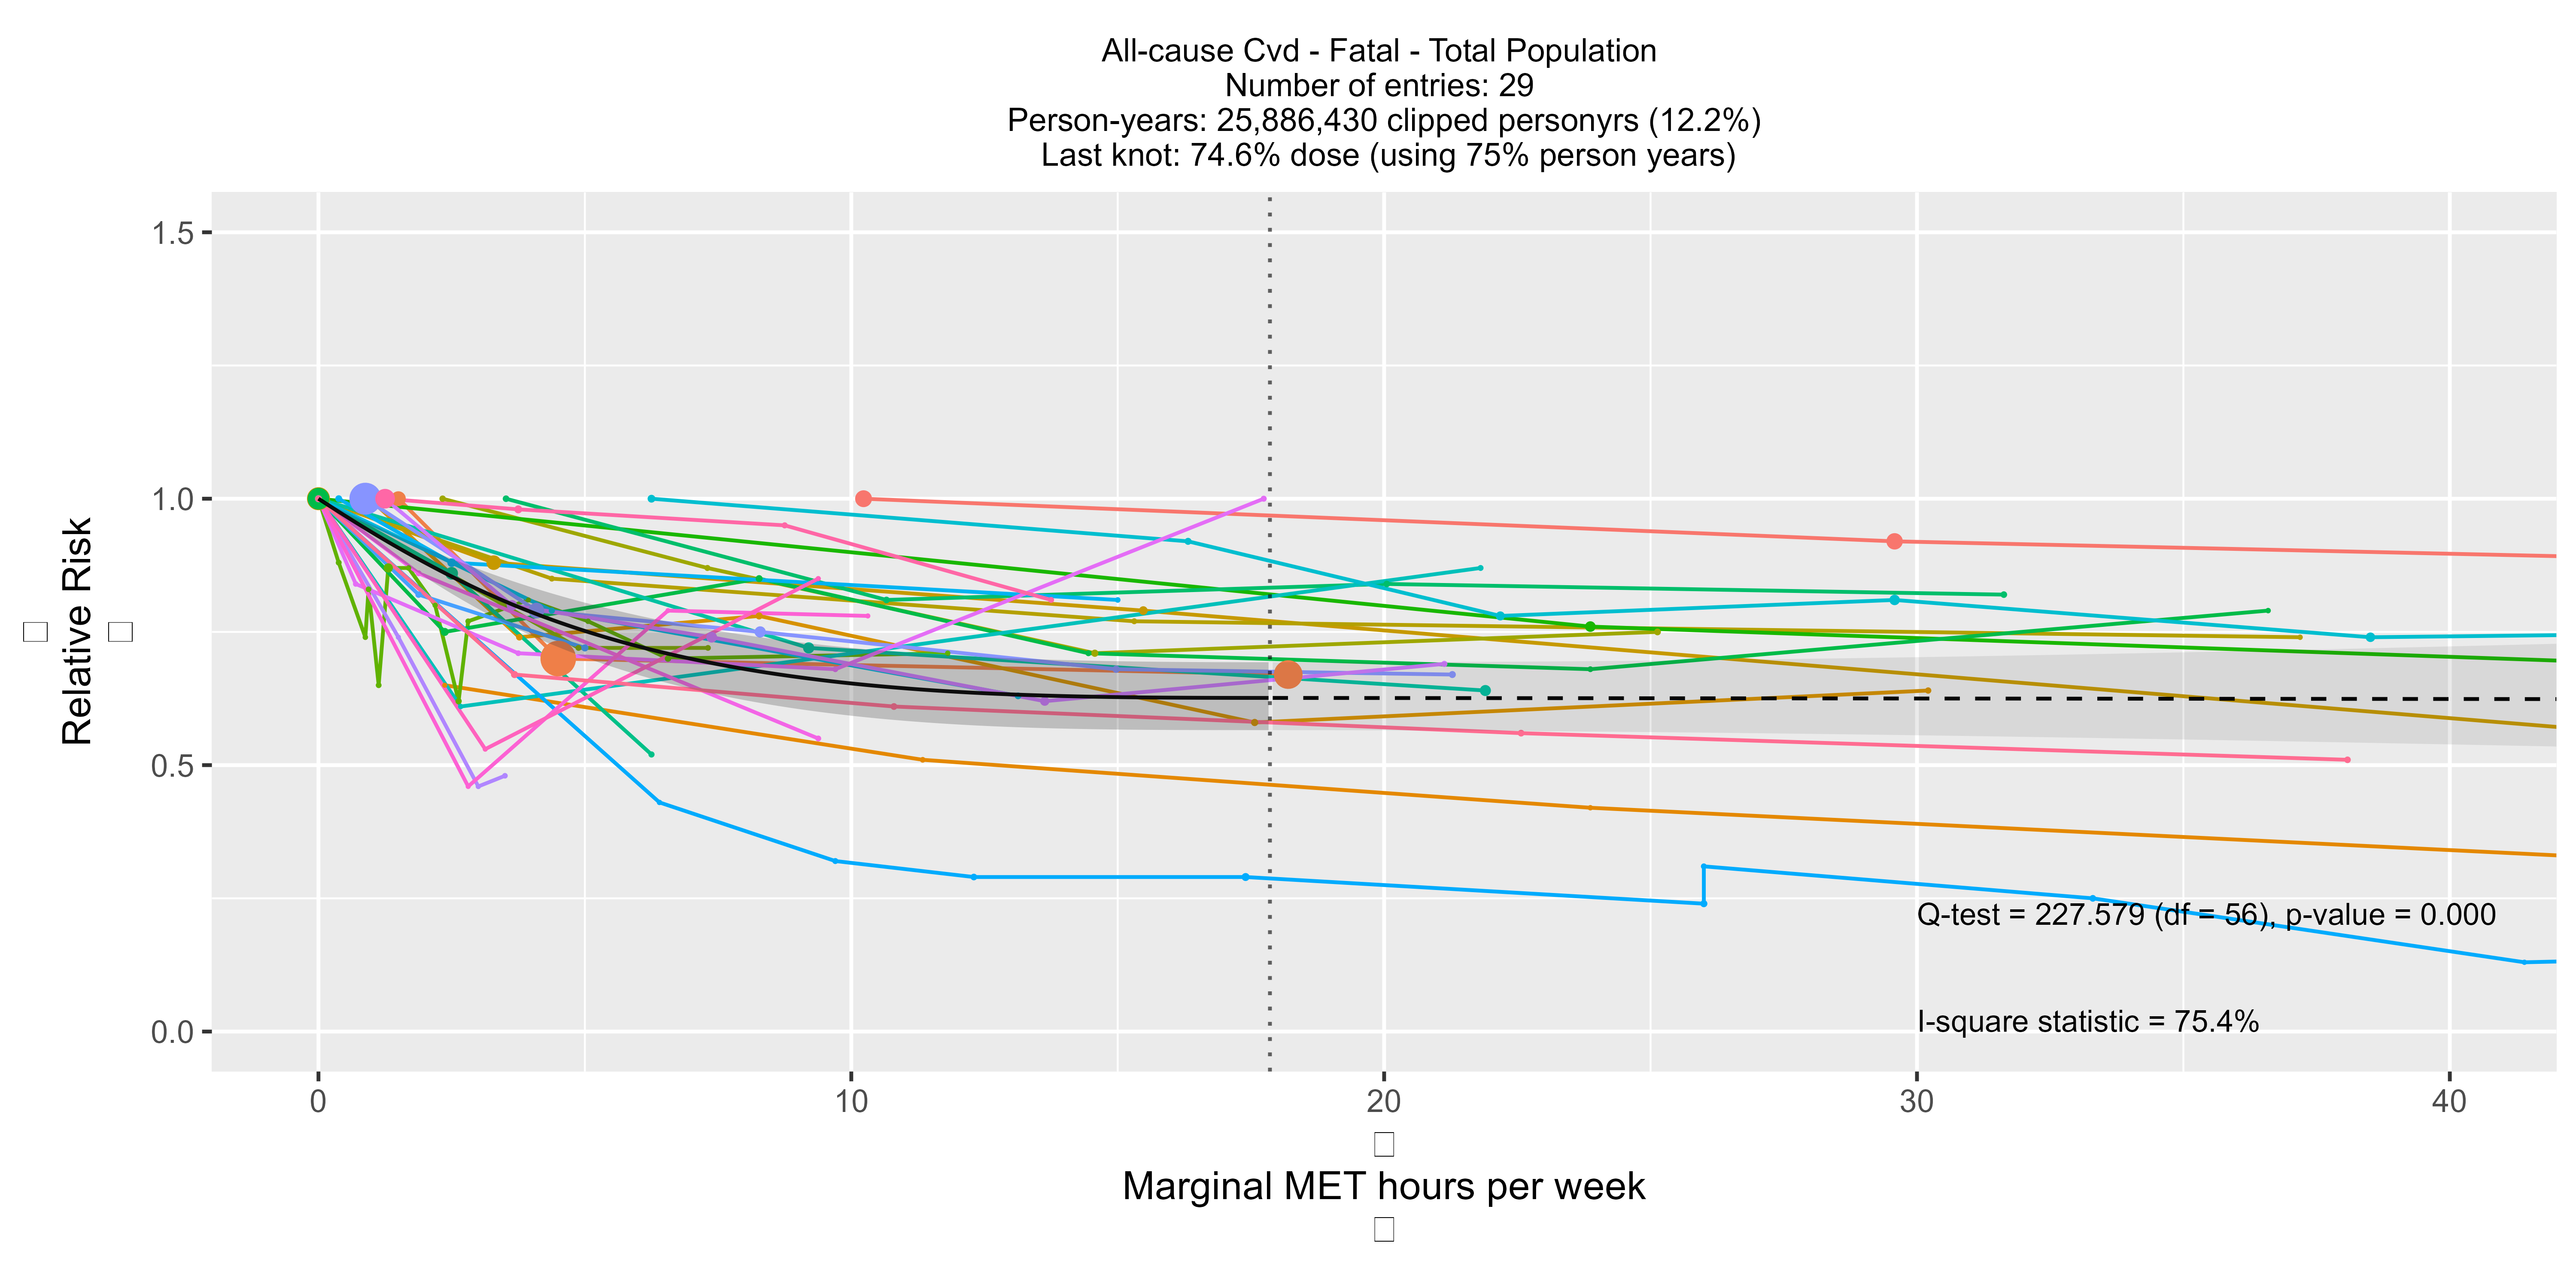 All-cause Cvd - Fatal - Total Population
Number of entries: 29
Person-years: 25,886,430 clipped personyrs (12.2%)
Last knot: 74.6% dose (using 75% person years)
Relative Risk
1.5
1.0
0.5
0.0
Q-test = 227.579 (df = 56), p-value = 0.000
I-square statistic = 75.4%
0 10 20 30 40
Marginal MET hours per week